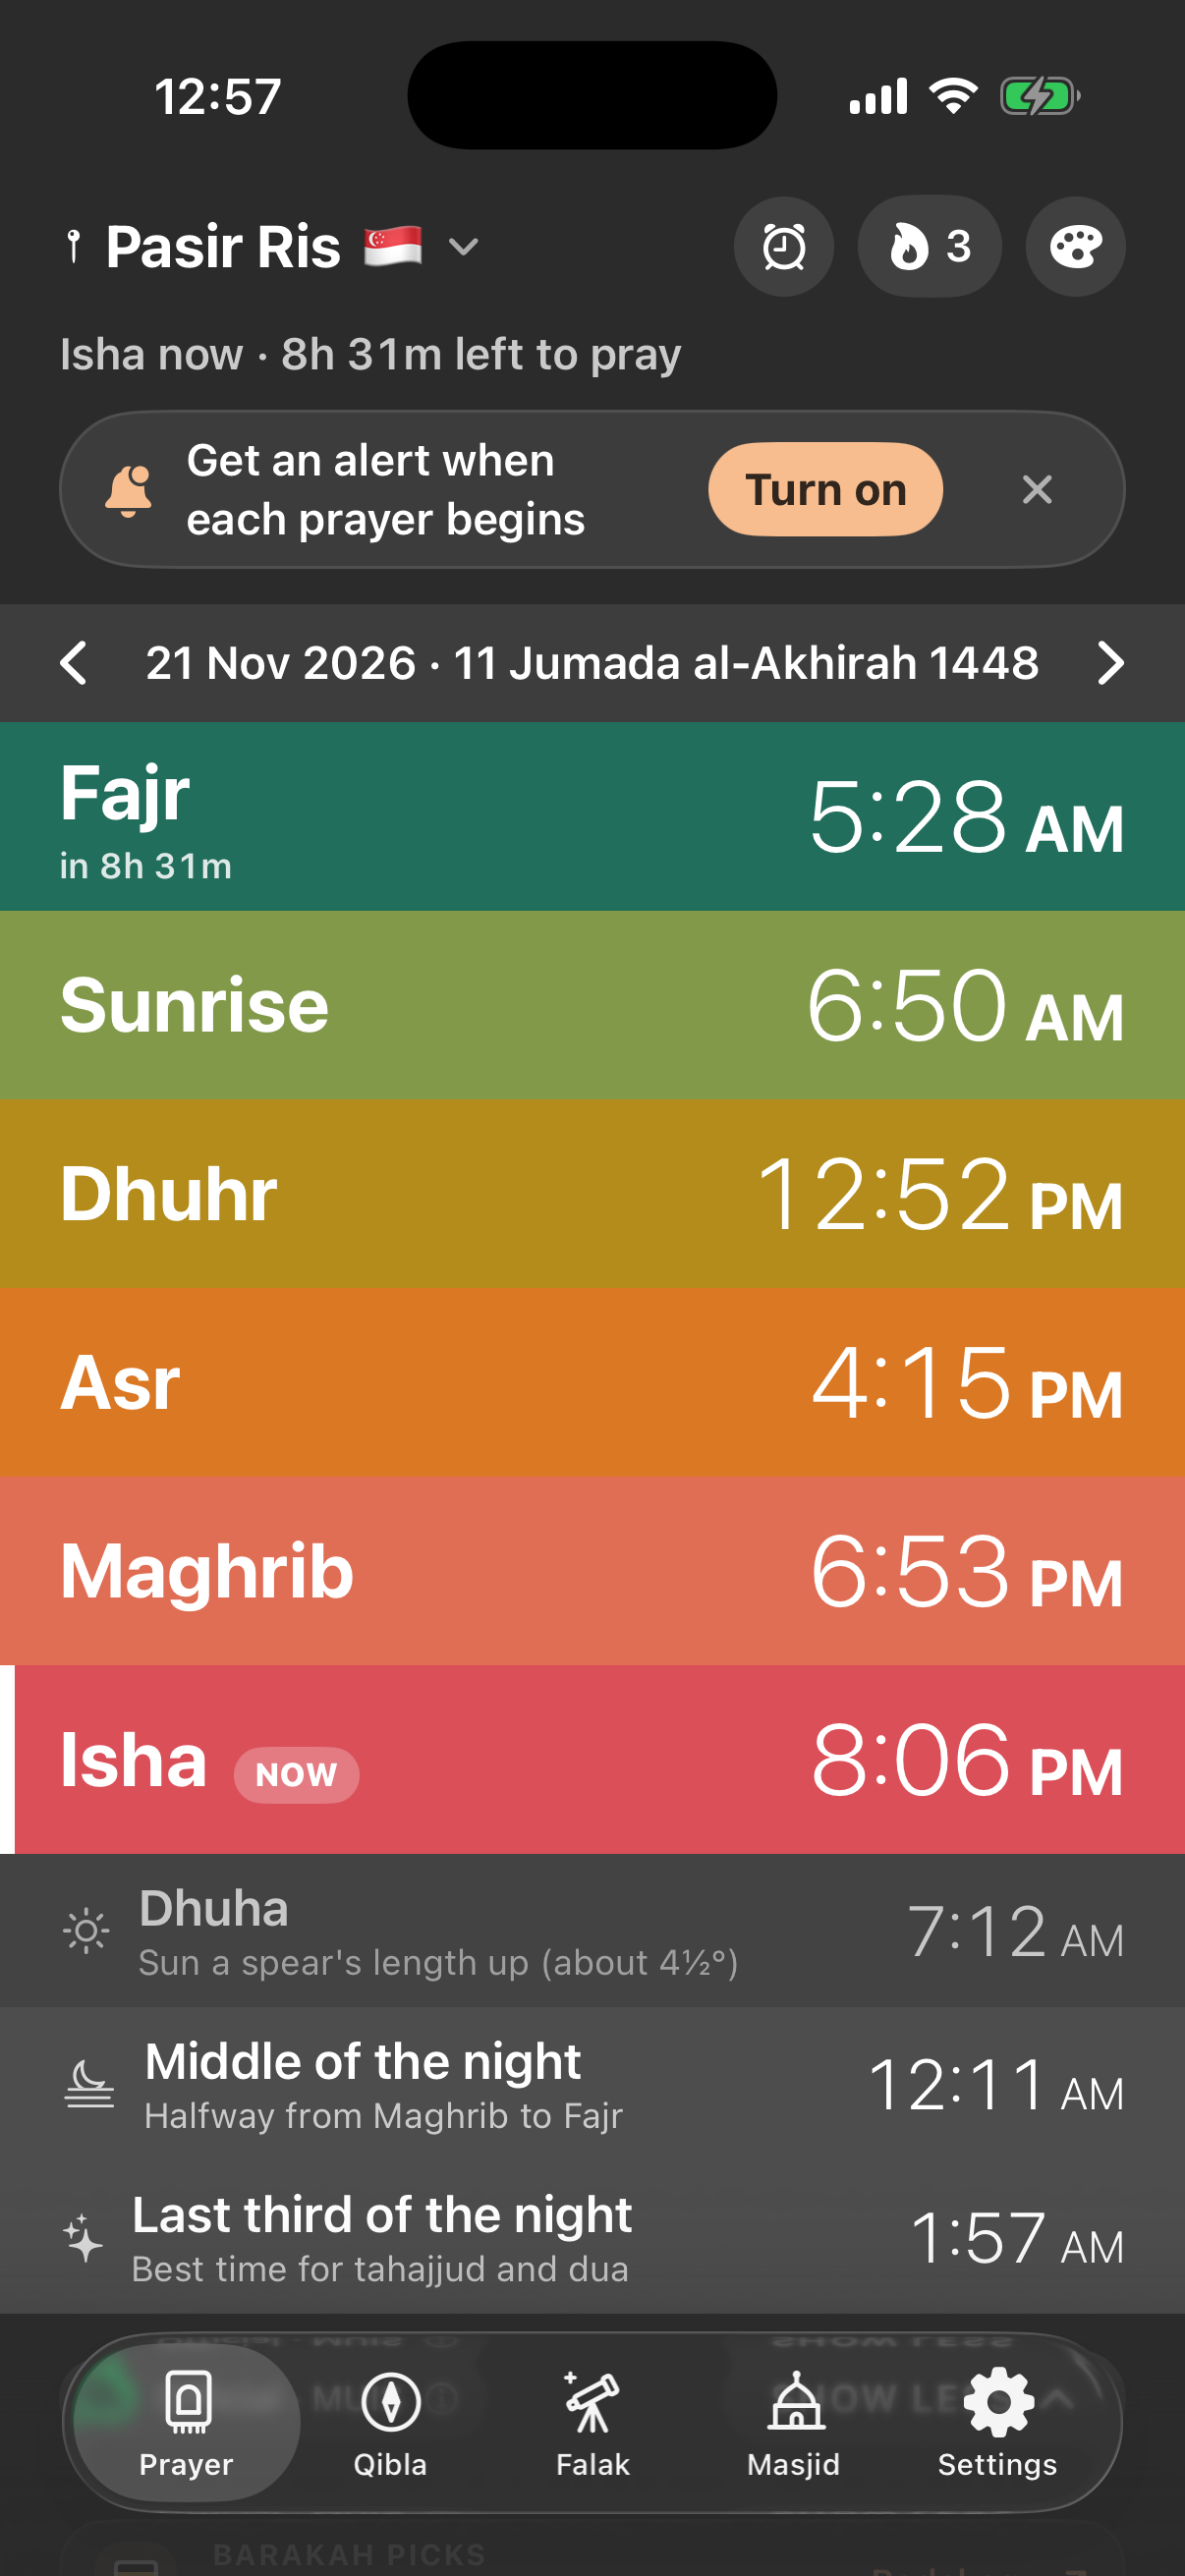 12:57
Pasir Ris
3
Isha now · 8h 31m left to pray
Get an alert when
each prayer begins
Turn on
21 Nov 2026 · 11 Jumada al-Akhirah 1448
Fajr
5:28 AM
in 8h 31m
Sunrise
6:50 AM
Dhuhr
12:52 PM
Asr
4:15 PM
Maghrib
6:53 PM
Isha NOW
8:06 PM
Dhuha
7:12 AM
Sun a spear's length up (about 4½°)
Middle of the night
12:11 AM
Halfway from Maghrib to Fajr
Last third of the night
1:57 AM
Best time for tahajjud and dua
Prayer
Qibla
Falak
Masjid
Settings
BARAKAH PICKS